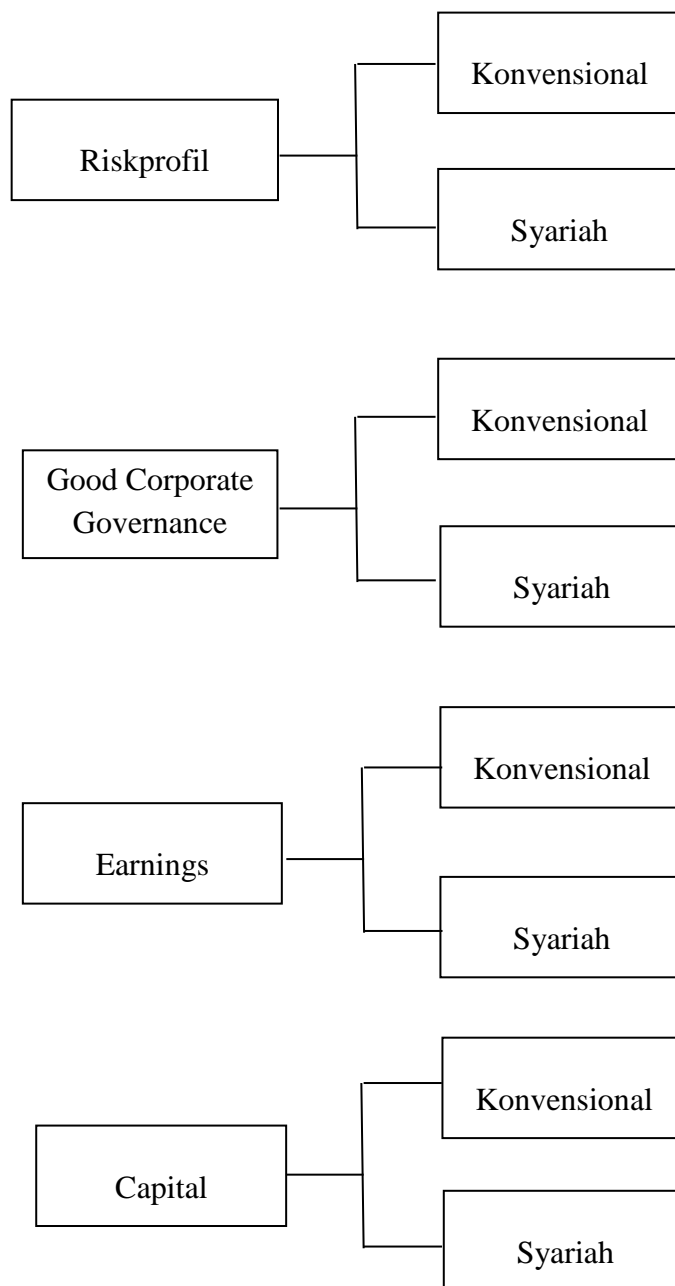 Konvensional
Riskprofil
Syariah
Konvensional
Good Corporate
Governance
Syariah
Konvensional
Earnings
Syariah
Konvensional
Capital
Syariah